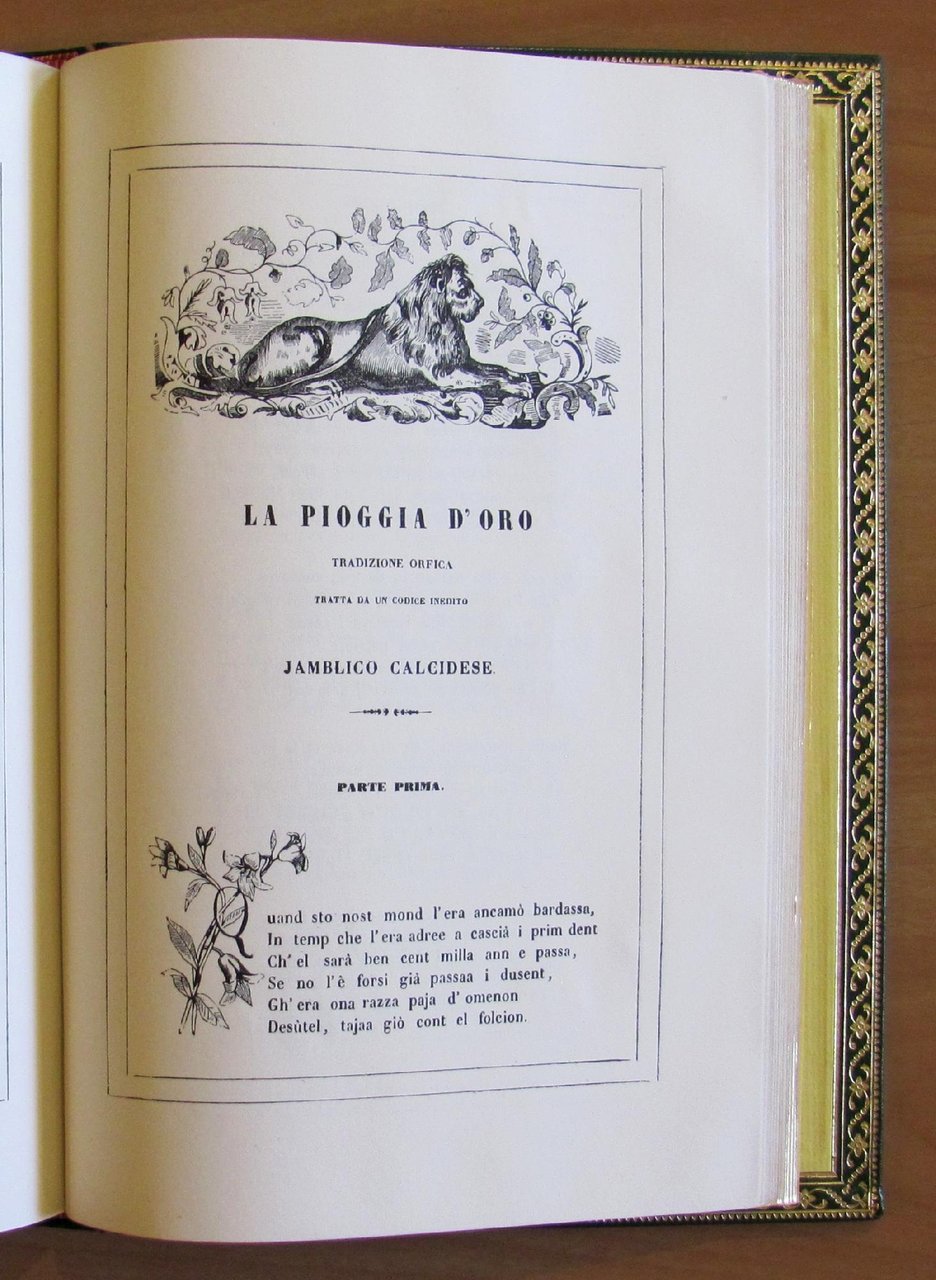 LA PIOGGIA D'ORO
TRADIZIONE ORFICA
TRATTA DA UN CODICE INEDITO
JAMBLICO CALCIDESE.
PARTE PRIMA.
Quand sto nost mond l'era ancamò bardassa,
In temp che l'era adree a cascià i prim dent
Ch' el sarà ben cent milla ann e passa,
Se no l'è forsi già passaa i dusent,
Gh' era ona razza paja d' omenon
Desùtel, tajaa giò cont el folcion.